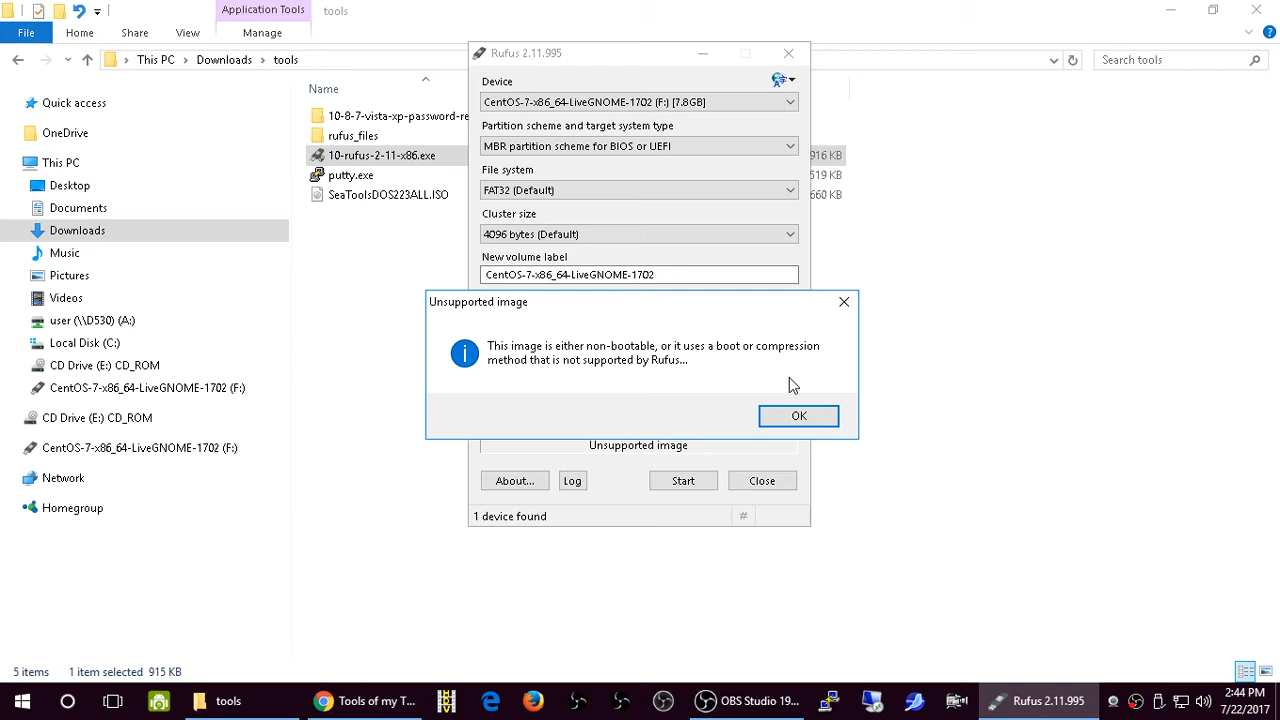 Application Tools
tools
File
Home
Share
View
Manage
This PC
Downloads
tools
Search tools
Name
Quick access
OneDrive
This PC
Desktop
Documents
Downloads
Music
Pictures
Videos
user (\\D530) (A:)
Local Disk (C:)
CD Drive (E:) CD_ROM
CentOS-7-x86_64-LiveGNOME-1702 (F:)
CD Drive (E:) CD_ROM
CentOS-7-x86_64-LiveGNOME-1702 (F:)
Network
Homegroup
10-8-7-vista-xp-password-re
rufus_files
10-rufus-2-11-x86.exe
916 KB
putty.exe
519 KB
SeaToolsDOS223ALL.ISO
660 KB
Rufus 2.11.995
Device
CentOS-7-x86_64-LiveGNOME-1702 (F:) [7.8GB]
Partition scheme and target system type
MBR partition scheme for BIOS or UEFI
File system
FAT32 (Default)
Cluster size
4096 bytes (Default)
New volume label
CentOS-7-x86_64-LiveGNOME-1702
Unsupported image
This image is either non-bootable, or it uses a boot or compression
method that is not supported by Rufus...
OK
Unsupported image
About...
Log
Start
Close
1 device found
#
5 items
1 item selected 915 KB
tools
Tools of my T...
OBS Studio 19...
Rufus 2.11.995
2:44 PM
7/22/2017